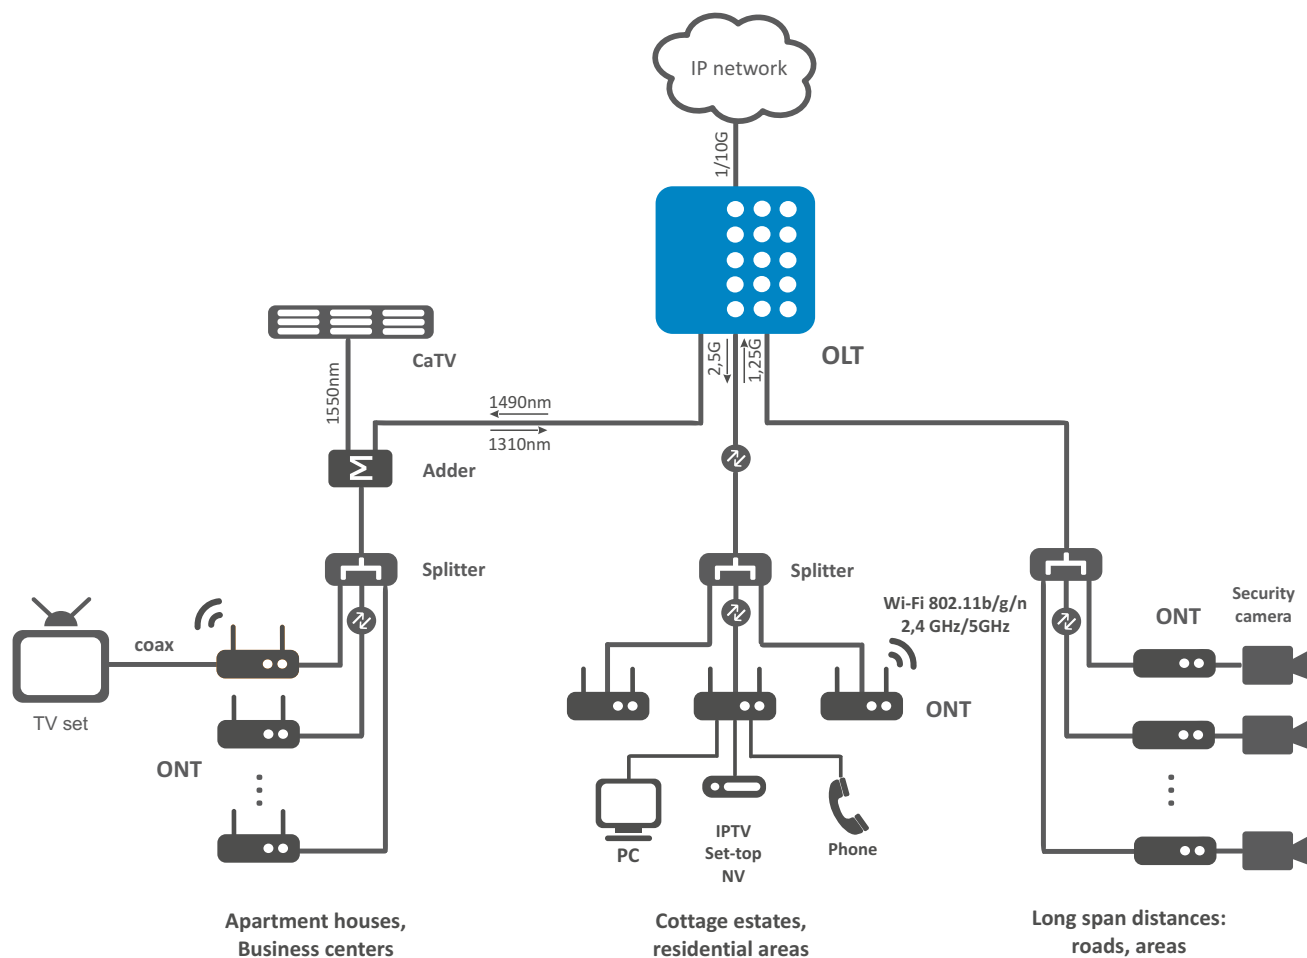 IP network
1/10G
OLT
2,5G
1,25G
CaTV
1550nm
1490nm
1310nm
M
Adder
Splitter
Splitter
Wi-Fi 802.11b/g/n
2,4 GHz/5GHz
Security
camera
ONT
coax
TV set
ONT
ONT
PC
IPTV
Set-top
NV
Phone
Apartment houses,
Business centers
Cottage estates,
residential areas
Long span distances:
roads, areas